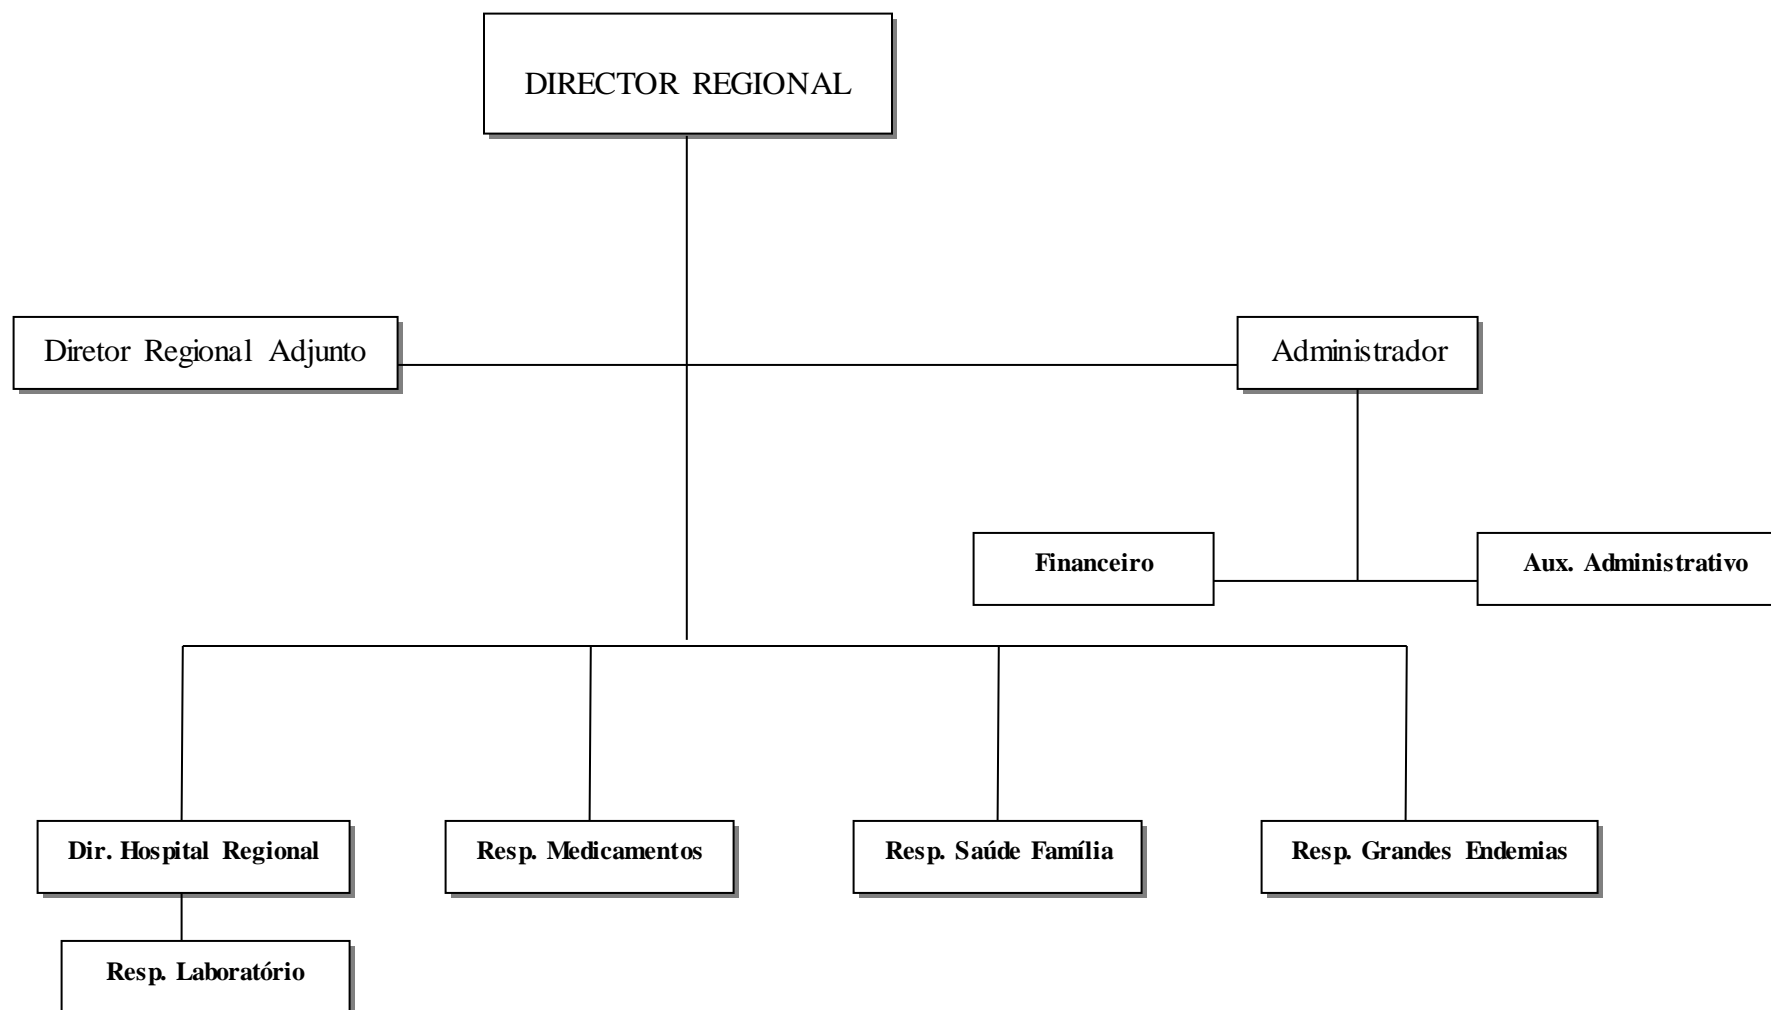 DIRECTOR REGIONAL
Diretor Regional Adjunto
Administrador
Financeiro
Aux. Administrativo
Dir. Hospital Regional
Resp. Medicamentos
Resp. Saúde Família
Resp. Grandes Endemias
Resp. Laboratório